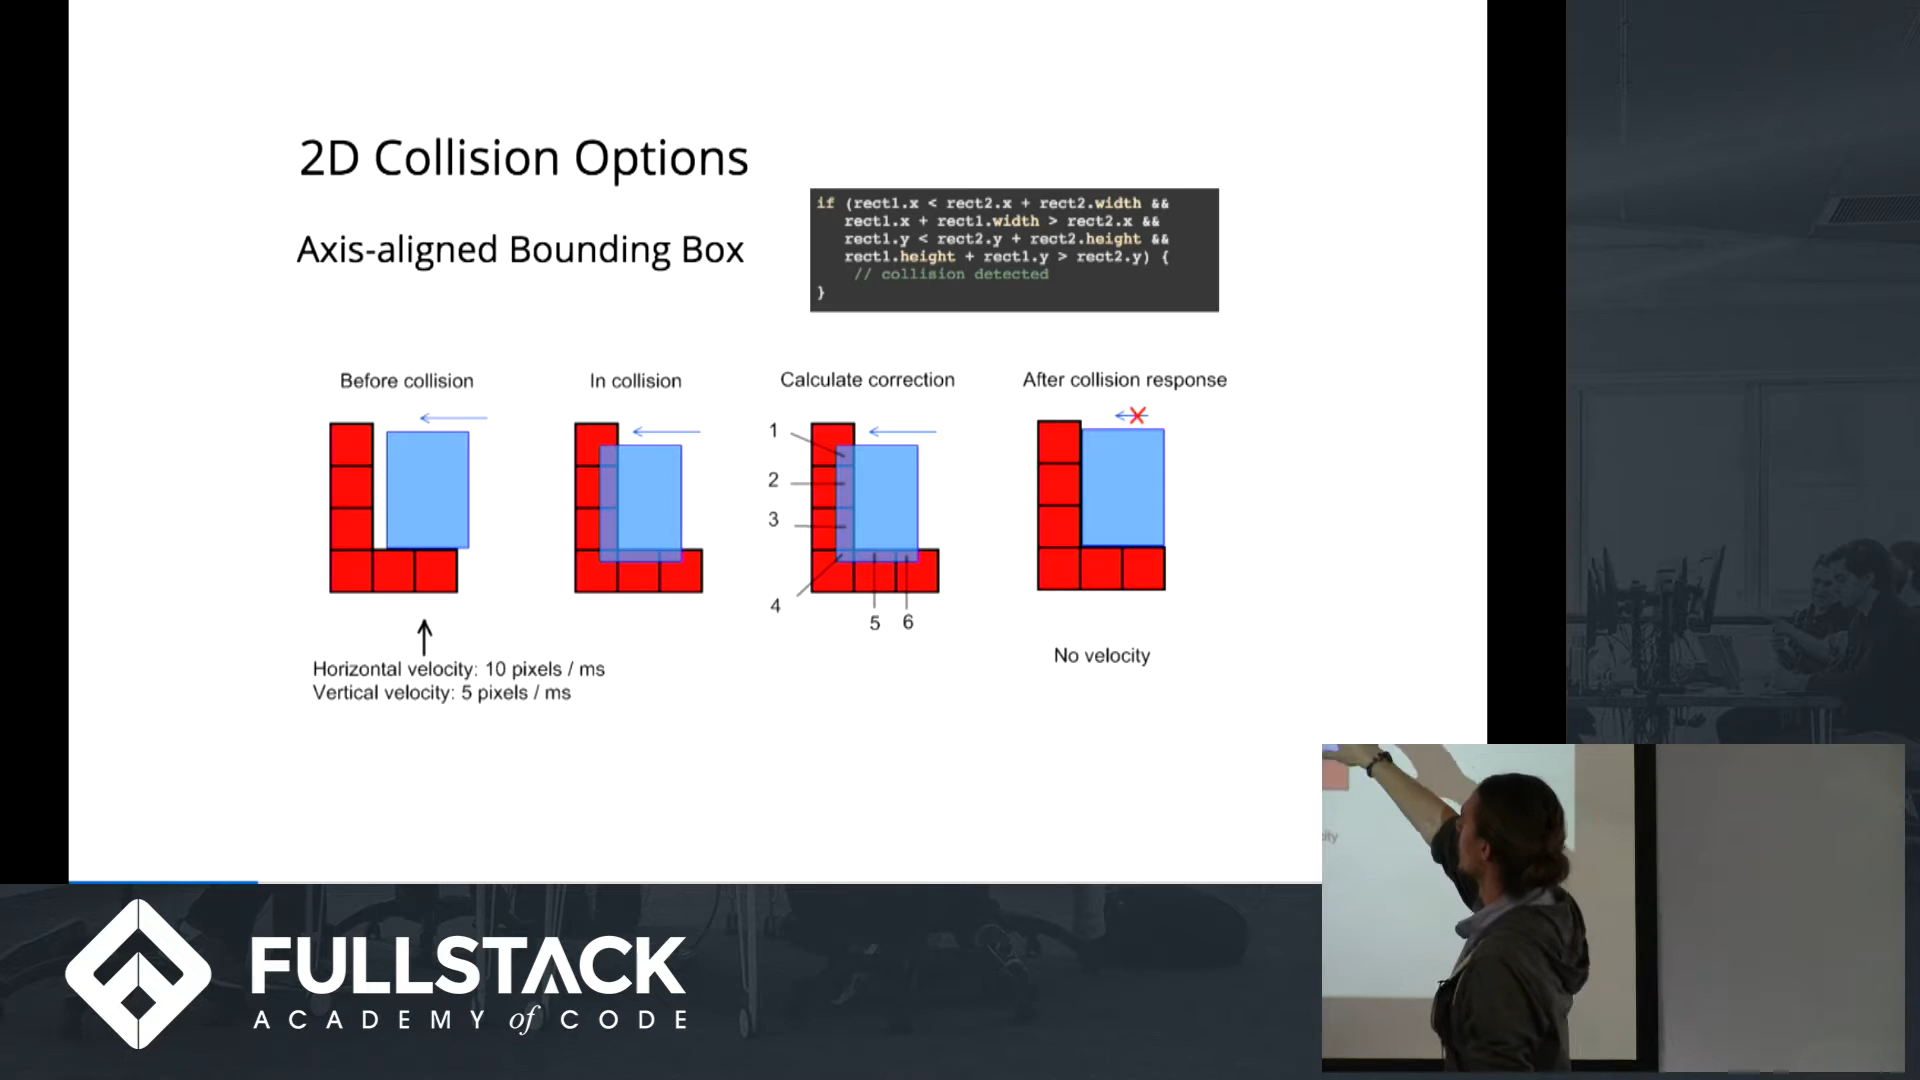 2D Collision Options
Axis-aligned Bounding Box
if (rect1.x < rect2.x + rect2.width &&
rect1.x + rect1.width > rect2.x &&
rect1.y < rect2.y + rect2.height &&
rect1.height + rect1.y > rect2.y) {
// collision detected
}
Before collision
In collision
Calculate correction
After collision response
1
2
3
4
5
6
Horizontal velocity: 10 pixels / ms
Vertical velocity: 5 pixels / ms
No velocity
FULLSTACK
ACADEMY of CODE